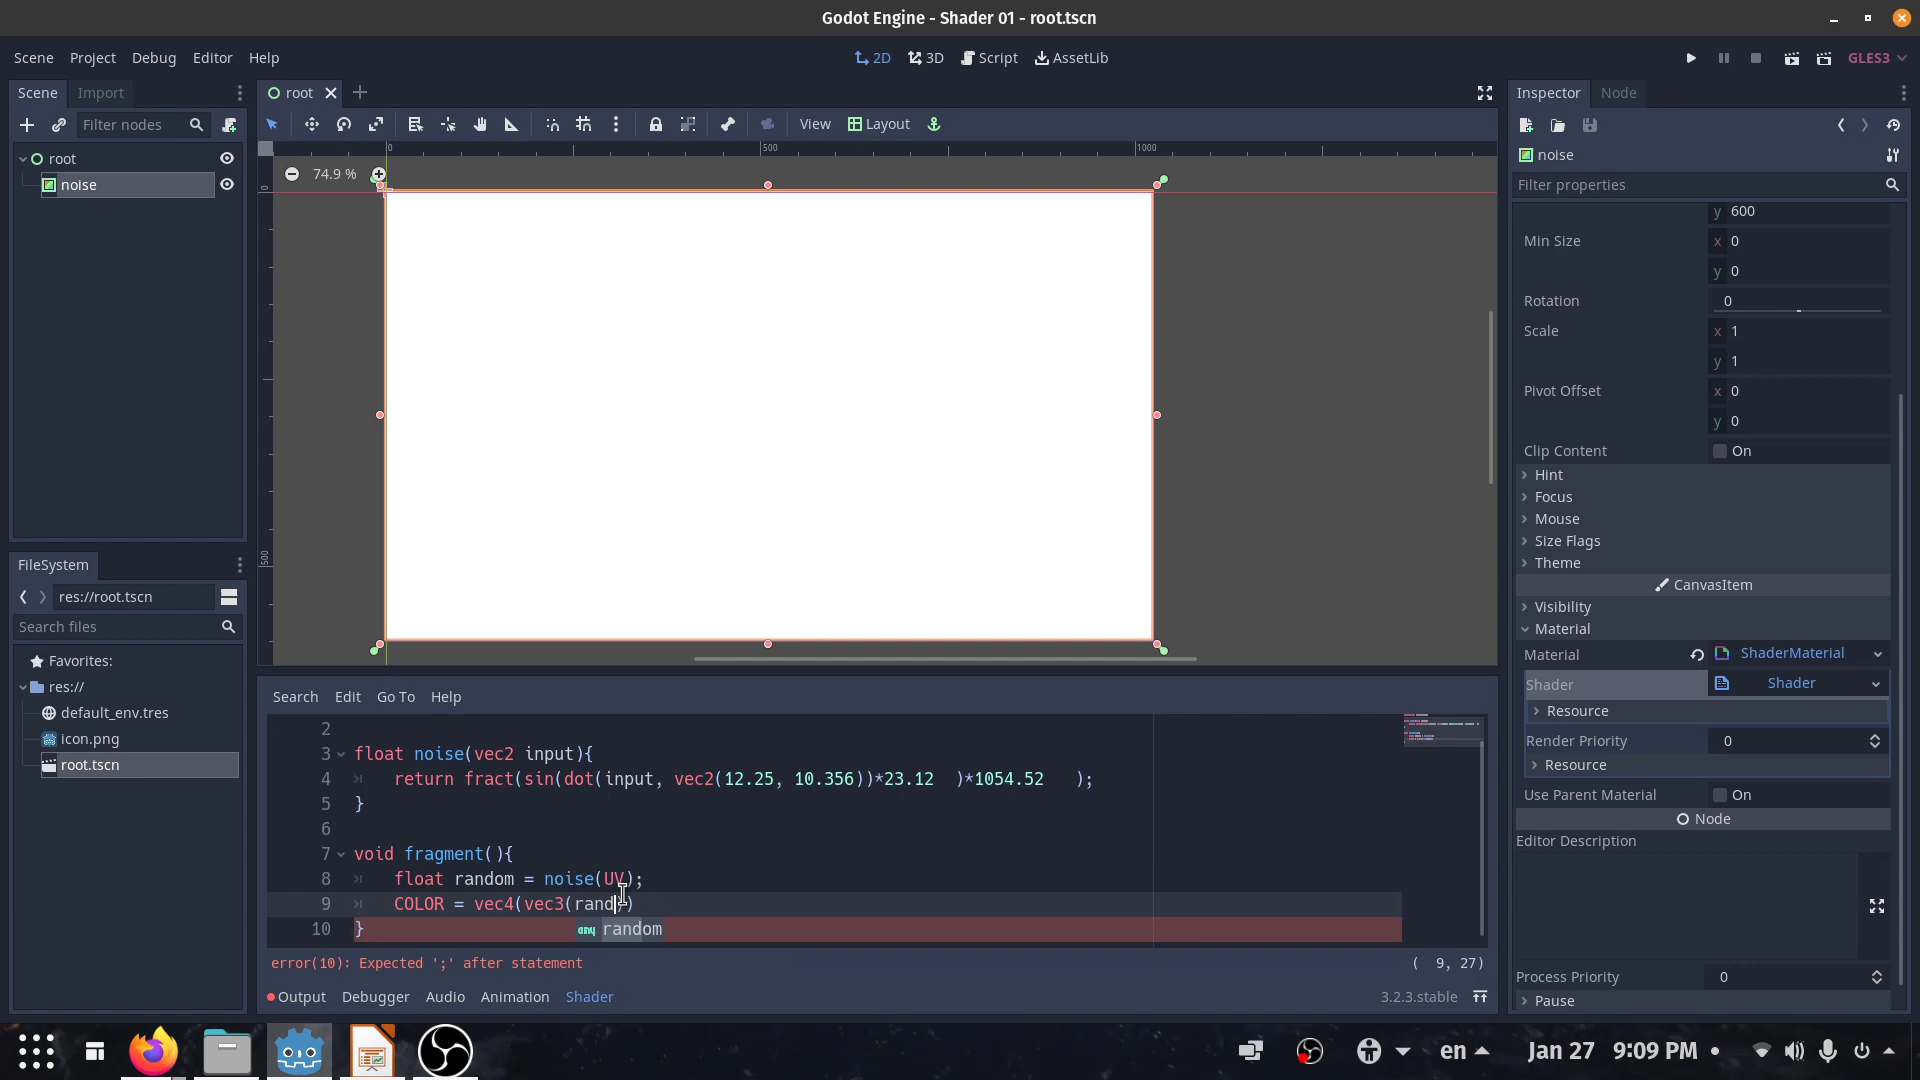 Godot Engine - Shader 01 - root.tscn
Scene Project Debug Editor Help
2D 3D Script AssetLib
GLES3
Scene Import
root
Inspector Node
Filter nodes
View Layout
root
noise
74.9 %
0 500 1000
0
500
noise
Filter properties
y 600
Min Size x 0
y 0
Rotation 0
Scale x 1
y 1
Pivot Offset x 0
y 0
Clip Content On
Hint
Focus
Mouse
Size Flags
Theme
CanvasItem
Visibility
Material
Material ShaderMaterial
Shader Shader
Resource
Render Priority 0
Resource
Use Parent Material On
Node
Editor Description
Process Priority 0
Pause
FileSystem
res://root.tscn
Search files
Favorites:
res://
default_env.tres
icon.png
root.tscn
Search Edit Go To Help
2
3 float noise(vec2 input){
4 return fract(sin(dot(input, vec2(12.25, 10.356))*23.12 )*1054.52 );
5 }
6
7 void fragment(){
8 float random = noise(UV);
9 COLOR = vec4(vec3(rand))
10 }
any random
error(10): Expected ';' after statement
( 9, 27)
Output Debugger Audio Animation Shader
3.2.3.stable
en Jan 27 9:09 PM